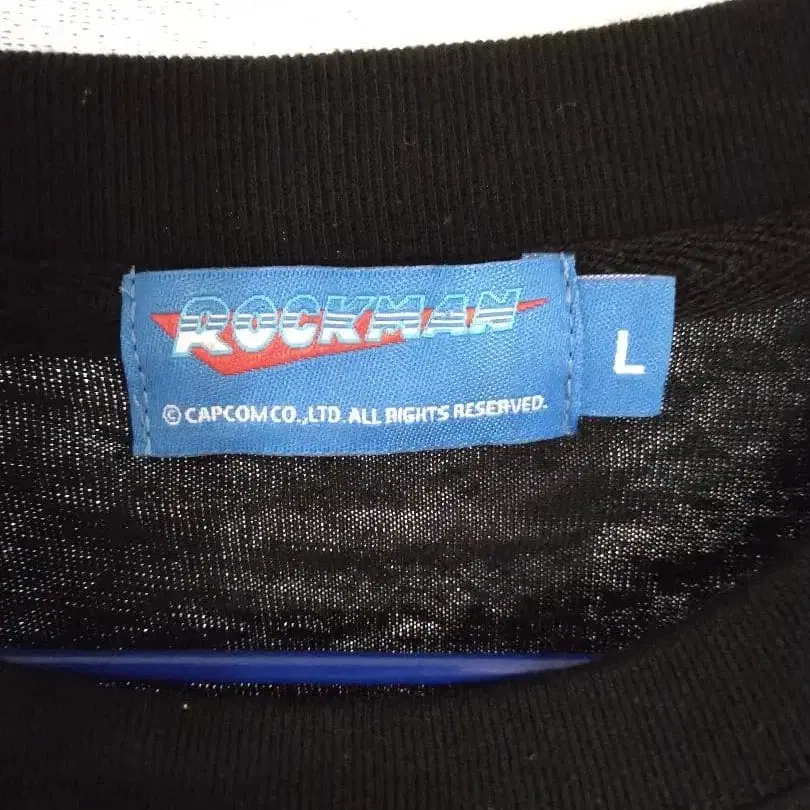 ROCKMAN
L
© CAPCOM CO., LTD. ALL RIGHTS RESERVED.